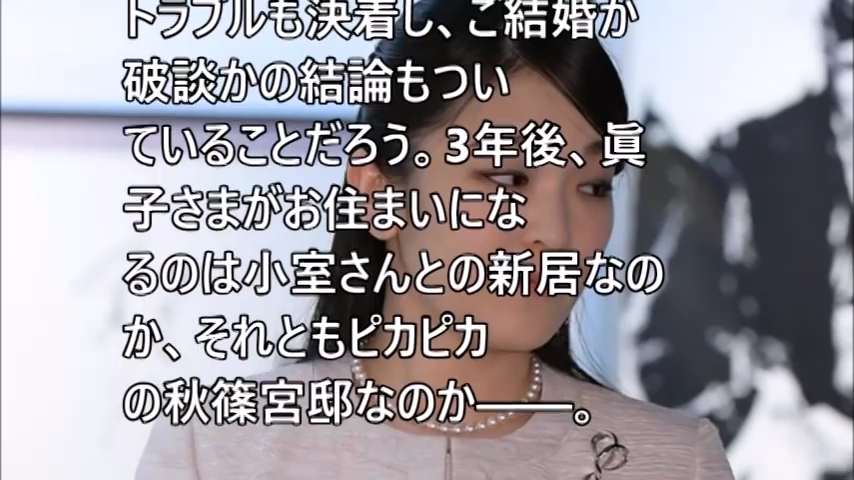 トラブルも決着し、ご結婚か
破談かの結論もつい
ていることだろう。3年後、眞
子さまがお住まいにな
るのは小室さんとの新居なの
か、それともピカピカ
の秋篠宮邸なのか――。